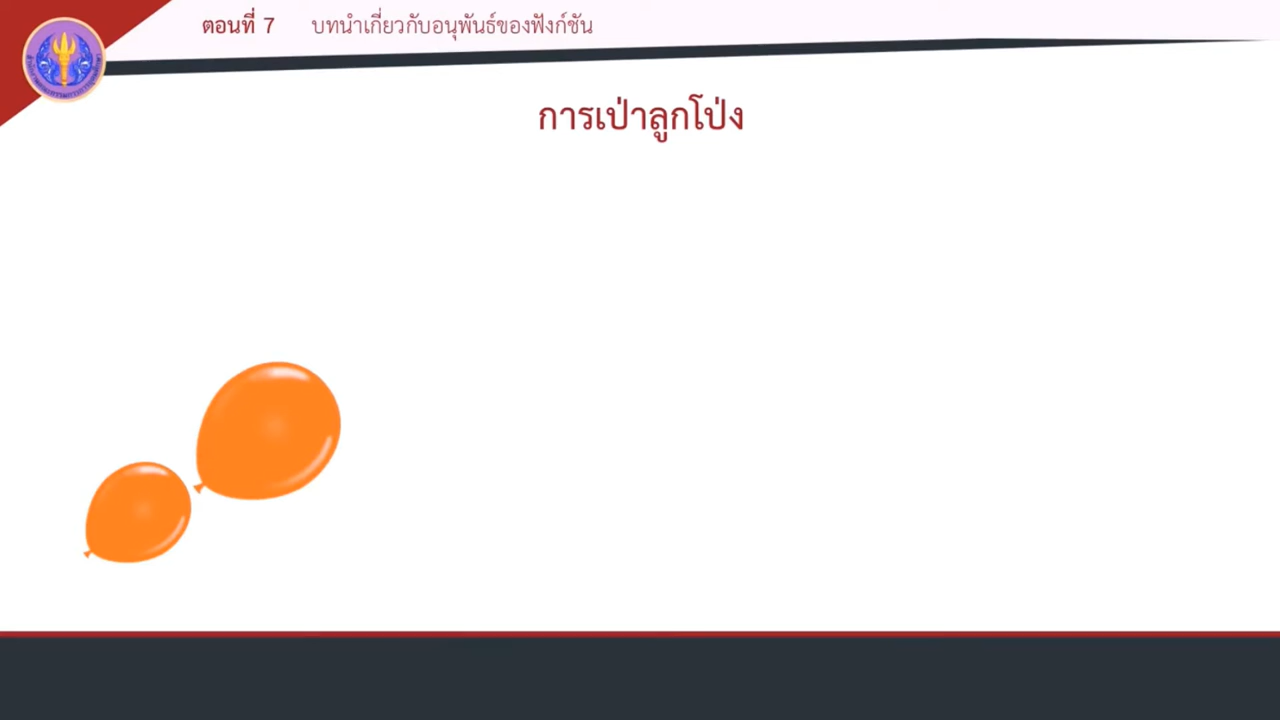 ตอนที่ 7 บทนำเกี่ยวกับอนุพันธ์ของฟังก์ชัน
การเป่าลูกโป่ง